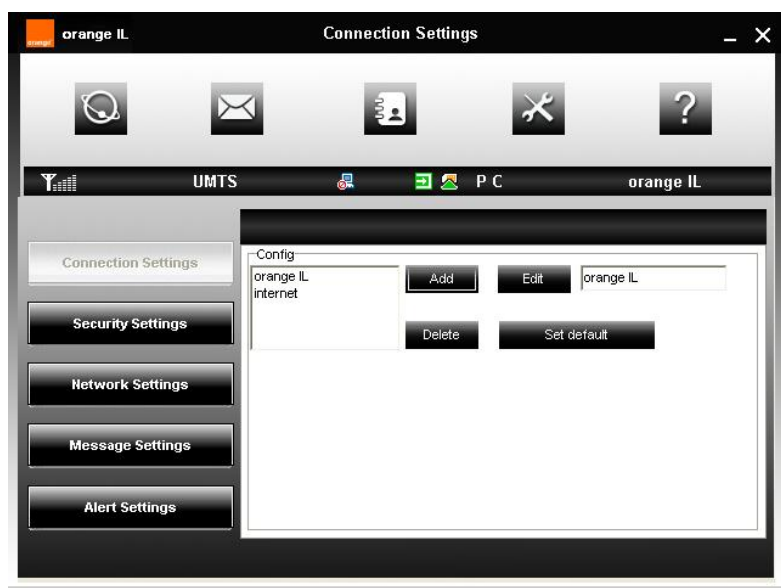 orange IL
Connection Settings
UMTS
P C
orange IL
Connection Settings
Security Settings
Network Settings
Message Settings
Alert Settings
Config
orange IL
internet
Add
Edit
orange IL
Delete
Set default